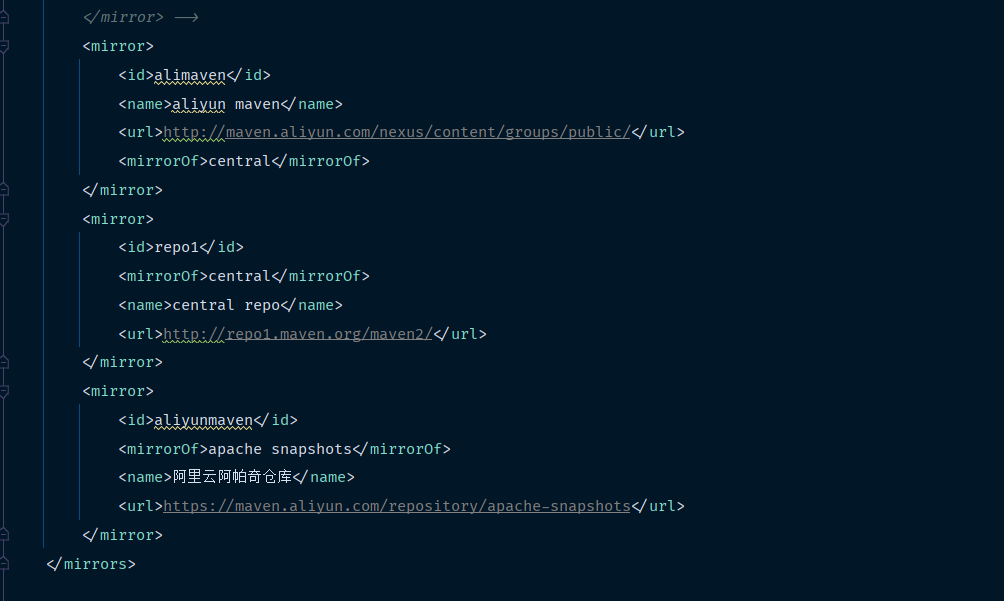 </mirror> -->
<mirror>
<id>alimaven</id>
<name>aliyun maven</name>
<url>http://maven.aliyun.com/nexus/content/groups/public/</url>
<mirrorOf>central</mirrorOf>
</mirror>
<mirror>
<id>repo1</id>
<mirrorOf>central</mirrorOf>
<name>central repo</name>
<url>http://repo1.maven.org/maven2/</url>
</mirror>
<mirror>
<id>aliyunmaven</id>
<mirrorOf>apache snapshots</mirrorOf>
<name>阿里云阿帕奇仓库</name>
<url>https://maven.aliyun.com/repository/apache-snapshots</url>
</mirror>
</mirrors>